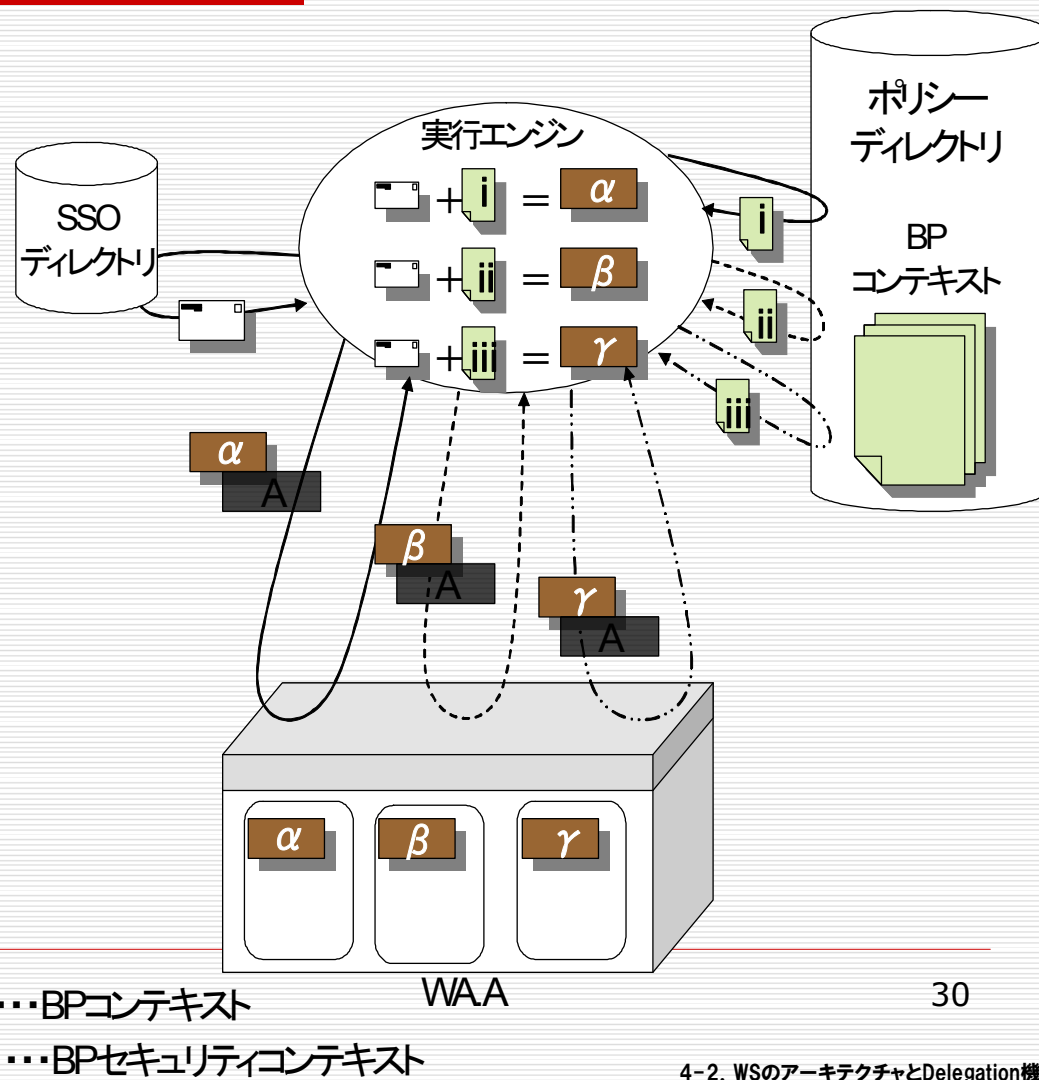 ポリシー
ディレクトリ
BP
コンテキスト
実行エンジン
+ i = α
+ ii = β
+ iii = γ
SSO
ディレクトリ
i
ii
iii
α
A
β
A
γ
A
α
β
γ
WA.A
30
・・・BPコンテキスト
・・・BPセキュリティコンテキスト
4-2. WSのアーキテクチャとDelegation機